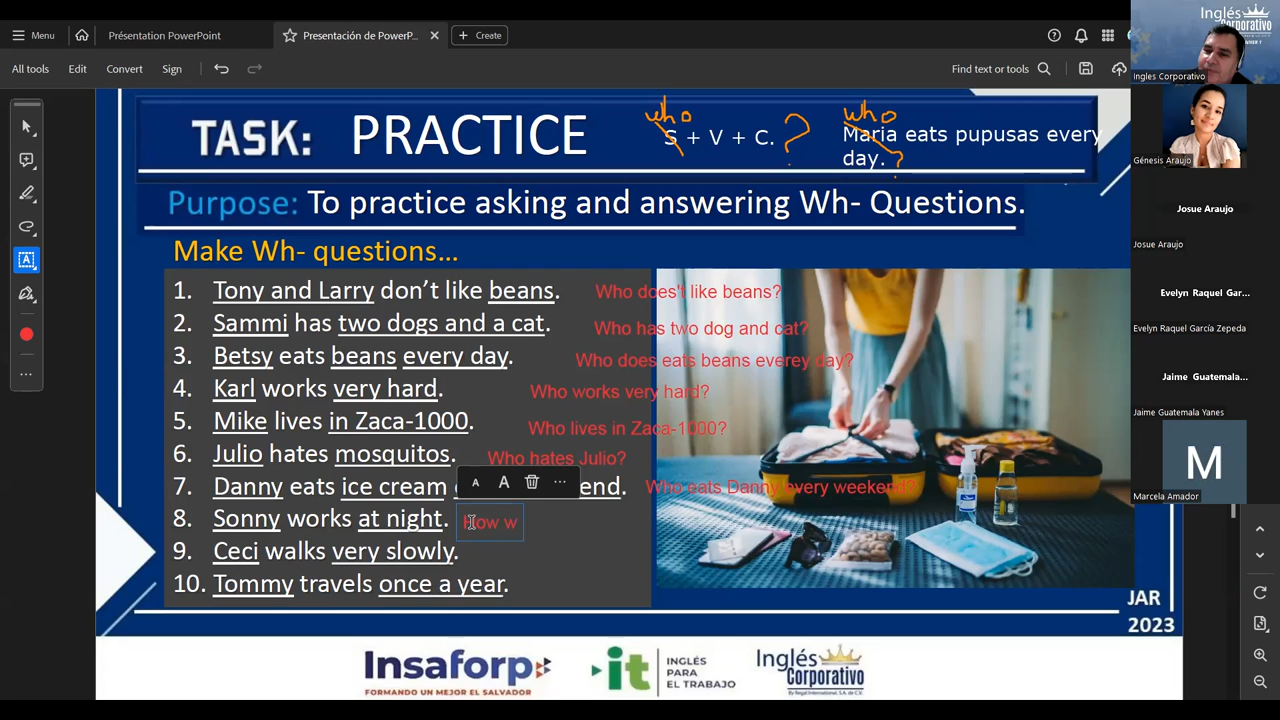 Menu
Présentation PowerPoint
Presentación de PowerP...
Create
All tools
Edit
Convert
Sign
Find text or tools
TASK: PRACTICE
who
S + V + C. ?
who
Maria eats pupusas every
day. ?
Purpose: To practice asking and answering Wh- Questions.
Make Wh- questions...
1. Tony and Larry don't like beans. Who does't like beans?
2. Sammi has two dogs and a cat. Who has two dog and cat?
3. Betsy eats beans every day. Who does eats beans everey day?
4. Karl works very hard. Who works very hard?
5. Mike lives in Zaca-1000. Who lives in Zaca-1000?
6. Julio hates mosquitos. Who hates Julio?
7. Danny eats ice cream end. Who eats Danny every weekend?
8. Sonny works at night. How w
9. Ceci walks very slowly.
10. Tommy travels once a year.
JAR
2023
Insaforp
FORMANDO UN MEJOR EL SALVADOR
it
INGLÉS
PARA
EL TRABAJO
Inglés
Corporativo
Inglés
Corporativo
Ingles Corporativo
Génesis Araujo
Josue Araujo
Josue Araujo
Evelyn Raquel Gar...
Evelyn Raquel García Zepeda
Jaime Guatemala...
Jaime Guatemala Yanes
M
Marcela Amador